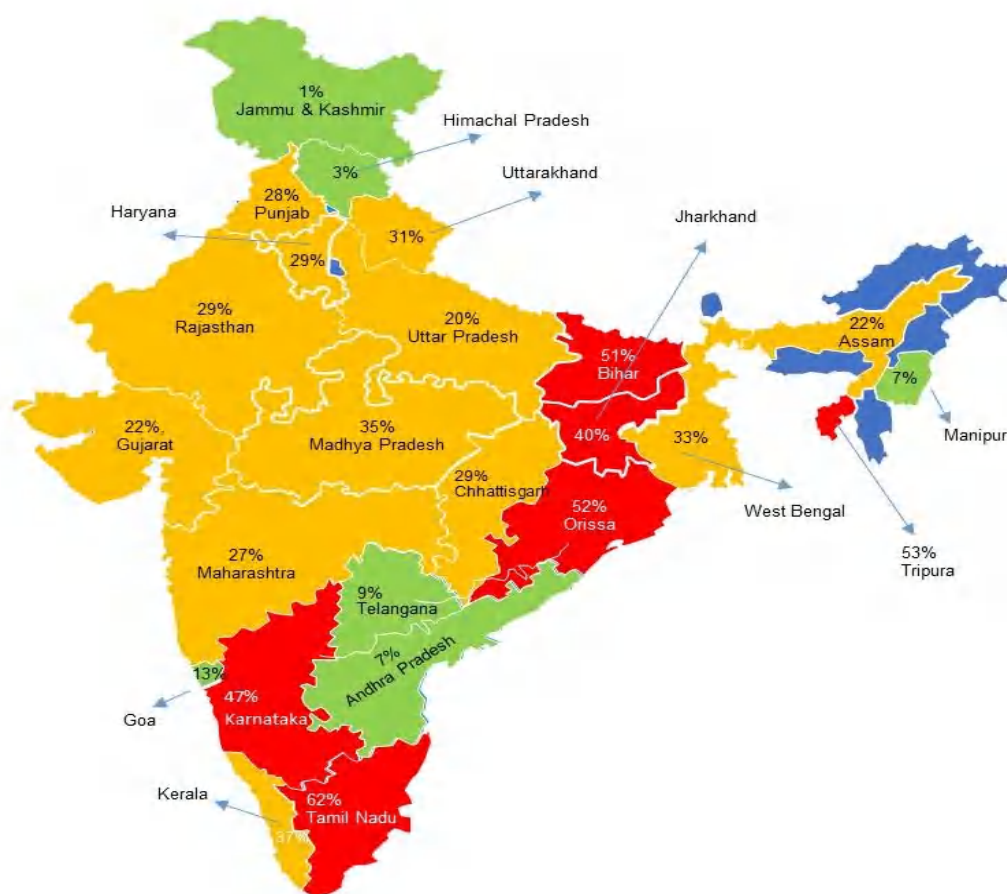 1%
Jammu & Kashmir
Himachal Pradesh
3%
Uttarakhand
28%
Punjab
Haryana
Jharkhand
31%
29%
29%
Rajasthan
20%
Uttar Pradesh
22%
Assam
51%
Bihar
7%
22%
Gujarat
35%
Madhya Pradesh
40%
33%
Manipur
29%
Chhattisgarh
52%
Orissa
West Bengal
53%
Tripura
27%
Maharashtra
9%
Telangana
7%
Andhra Pradesh
13%
47%
Karnataka
Goa
Kerala
62%
Tamil Nadu
37%